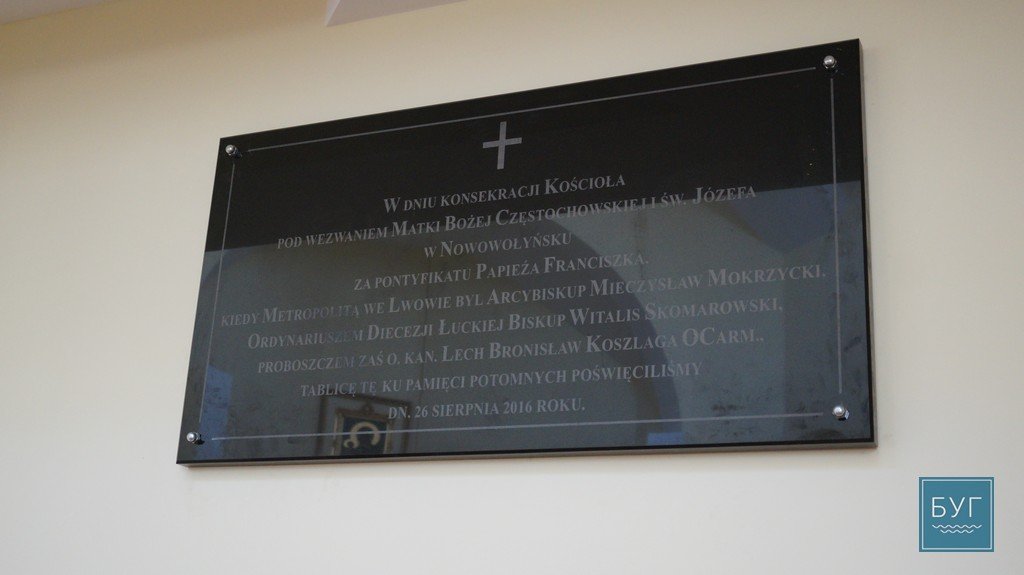 W DNIU KONSEKRACJI KOŚCIOŁA
POD WEZWANIEM MATKI BOŻEJ CZĘSTOCHOWSKIEJ I ŚW. JÓZEFA
W NOWOWOŁYŃSKU
ZA PONTYFIKATU PAPIEŻA FRANCISZKA,
KIEDY METROPOLITĄ WE LWOWIE BYŁ ARCYBISKUP MIECZYSŁAW MOKRZYCKI,
ORDYNARIUSZEM DIECEZJI ŁUCKIEJ BISKUP WITALIS SKOMAROWSKI,
PROBOSZCZEM ZAŚ O. KAN. LECH BRONISŁAW KOSZLAGA OCARM.,
TABLICĘ TĘ KU PAMIĘCI POTOMNYCH POŚWIĘCILIŚMY
DN. 26 SIERPNIA 2016 ROKU.
БУГ